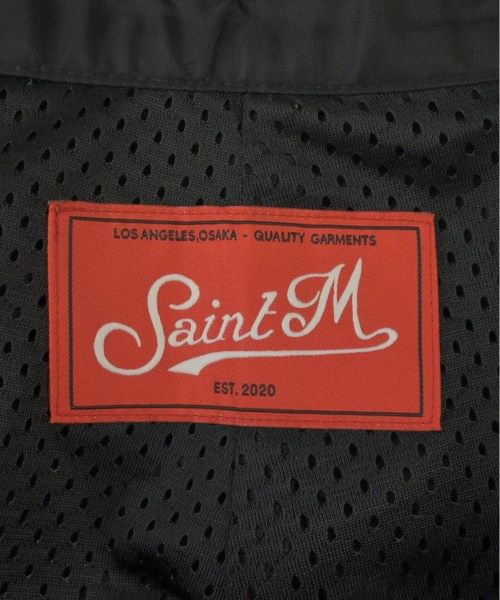 LOS ANGELES,OSAKA - QUALITY GARMENTS
Saint M
EST. 2020